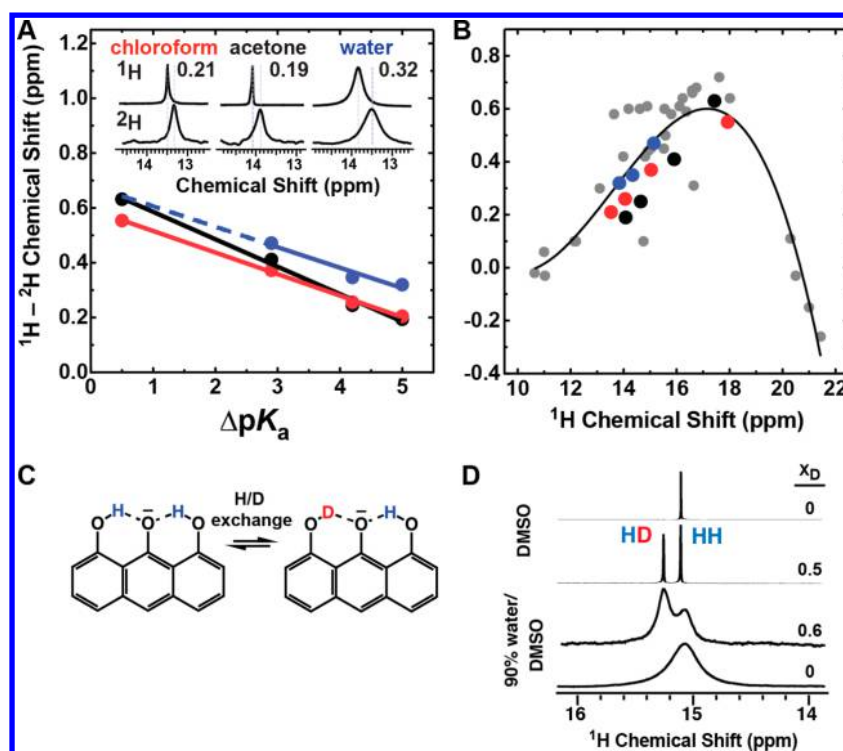 A
chloroform acetone water
¹H 0.21 0.19 0.32
²H
14 13 14 13 14 13
Chemical Shift (ppm)
¹H – ²H Chemical Shift (ppm)
1.2
1.0
0.8
0.6
0.4
0.2
0.0
0 1 2 3 4 5
ΔpKₐ
B
0.8
0.6
0.4
0.2
0.0
-0.4
10 12 14 16 18 20 22
¹H Chemical Shift (ppm)
C
H H
O O O
–
H/D
exchange
D H
O O O
–
D
DMSO
90% water/
DMSO
HD HH
X_D
0
0.5
0.6
0
16 15 14
¹H Chemical Shift (ppm)